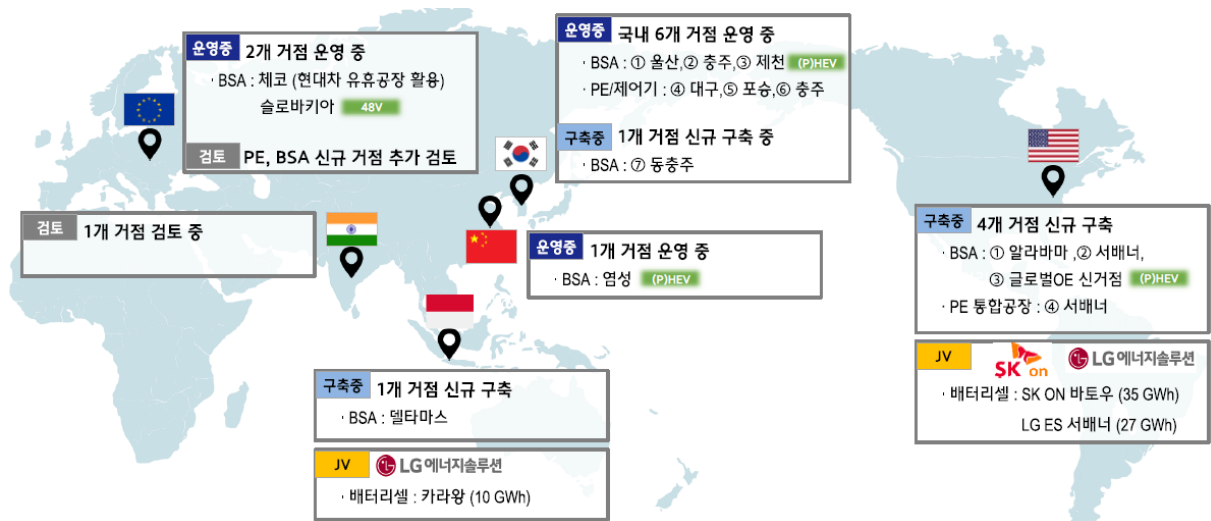 운영중 2개 거점 운영 중
· BSA : 체코 (현대차 유휴공장 활용)
슬로바키아 48V
검토 PE, BSA 신규 거점 추가 검토
운영중 국내 6개 거점 운영 중
· BSA : ① 울산,② 충주,③ 제천 (P)HEV
· PE/제어기 : ④ 대구,⑤ 포승,⑥ 충주
구축중 1개 거점 신규 구축 중
· BSA : ⑦ 동충주
검토 1개 거점 검토 중
운영중 1개 거점 운영 중
· BSA : 염성 (P)HEV
구축중 4개 거점 신규 구축
· BSA : ① 알라바마 ,② 서배너,
③ 글로벌OE 신거점 (P)HEV
· PE 통합공장 : ④ 서배너
JV SK on LG에너지솔루션
· 배터리셀 : SK ON 바토우 (35 GWh)
LG ES 서배너 (27 GWh)
구축중 1개 거점 신규 구축
· BSA : 델타마스
JV LG에너지솔루션
· 배터리셀 : 카라왕 (10 GWh)